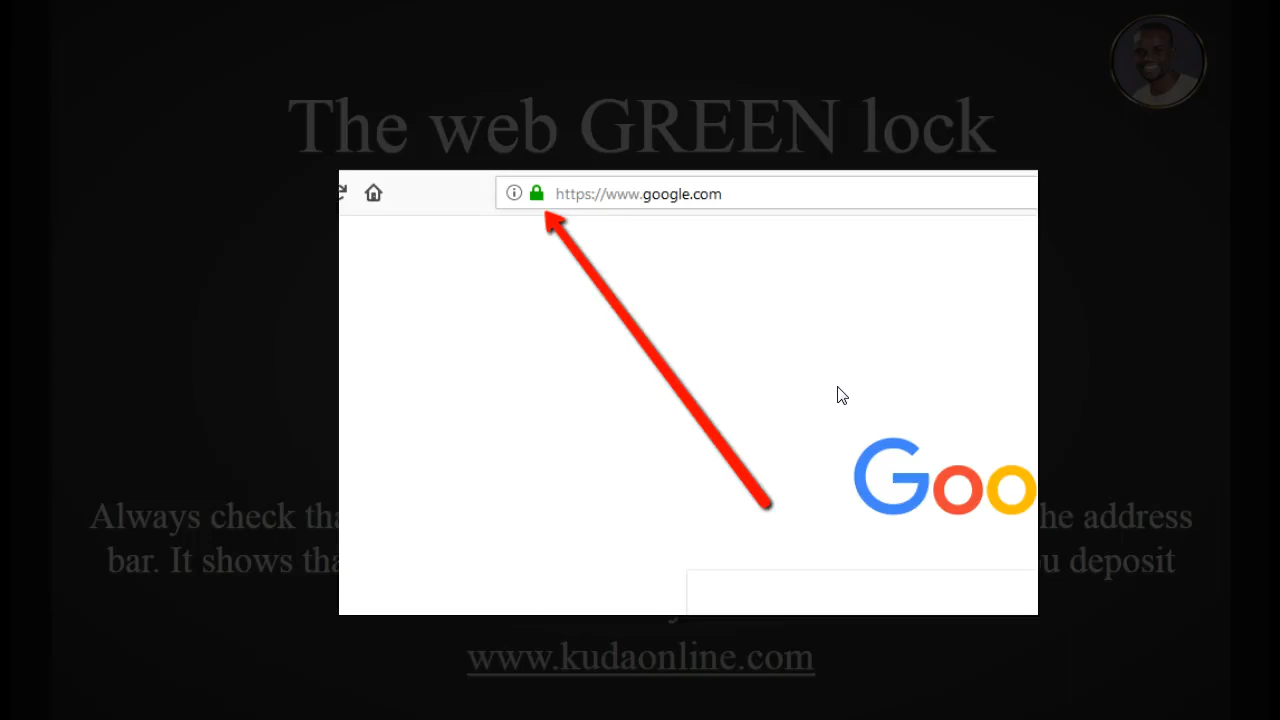 The web GREEN lock
https://www.google.com
Goo
Always check tha
he address
bar. It shows tha
u deposit
www.kudaonline.com